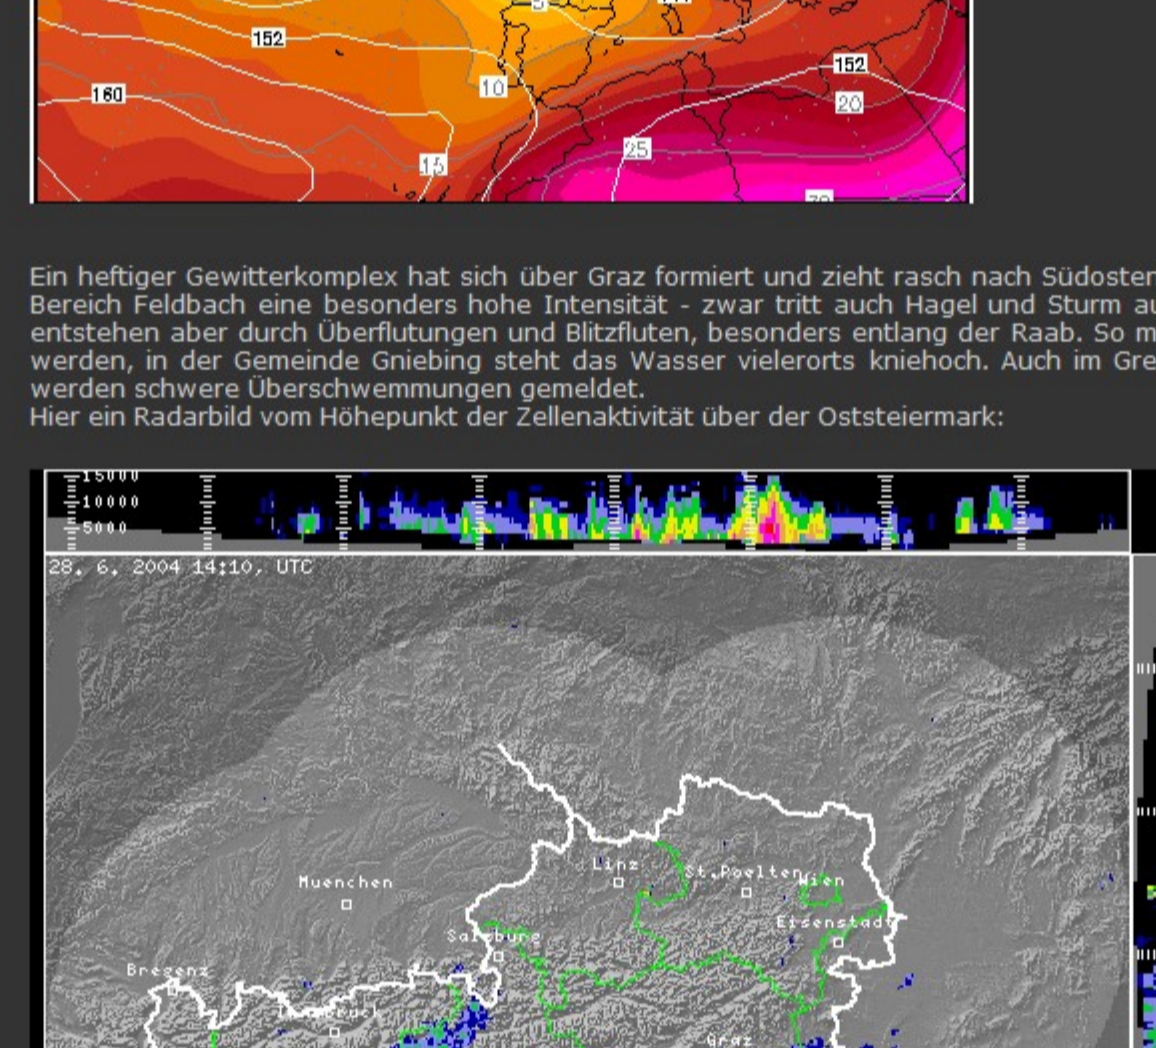 5
152
152
10
160
20
25
15
Ein heftiger Gewitterkomplex hat sich über Graz formiert und zieht rasch nach
Bereich Feldbach eine besonders hohe Intensität - zwar tritt auch Hagel und Sturm
entstehen aber durch Überflutungen und Blitzfluten, besonders entlang der Raab. So
werden, in der Gemeinde Gniebing steht das Wasser vielerorts kniehoch. Auch im
werden schwere Überschwemmungen gemeldet.
Hier ein Radarbild vom Höhepunkt der Zellenaktivität über der Oststeiermark:
15000
10000
5000
28. 6. 2004 14:10, UTC
Linz
St.Poelten
Wien
Muenchen
Eisenstadt
Salzburg
Bregenz
Innsbruck
Graz